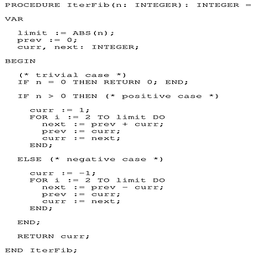 PROCEDURE IterFib(n: INTEGER): INTEGER =
VAR
limit := ABS(n);
prev := 0;
curr, next: INTEGER;
BEGIN
(* trivial case *)
IF n = 0 THEN RETURN 0; END;
IF n > 0 THEN (* positive case *)
curr := 1;
FOR i := 2 TO limit DO
next := prev + curr;
prev := curr;
curr := next;
END;
ELSE (* negative case *)
curr := -1;
FOR i := 2 TO limit DO
next := prev - curr;
prev := curr;
curr := next;
END;
END;
RETURN curr;
END IterFib;